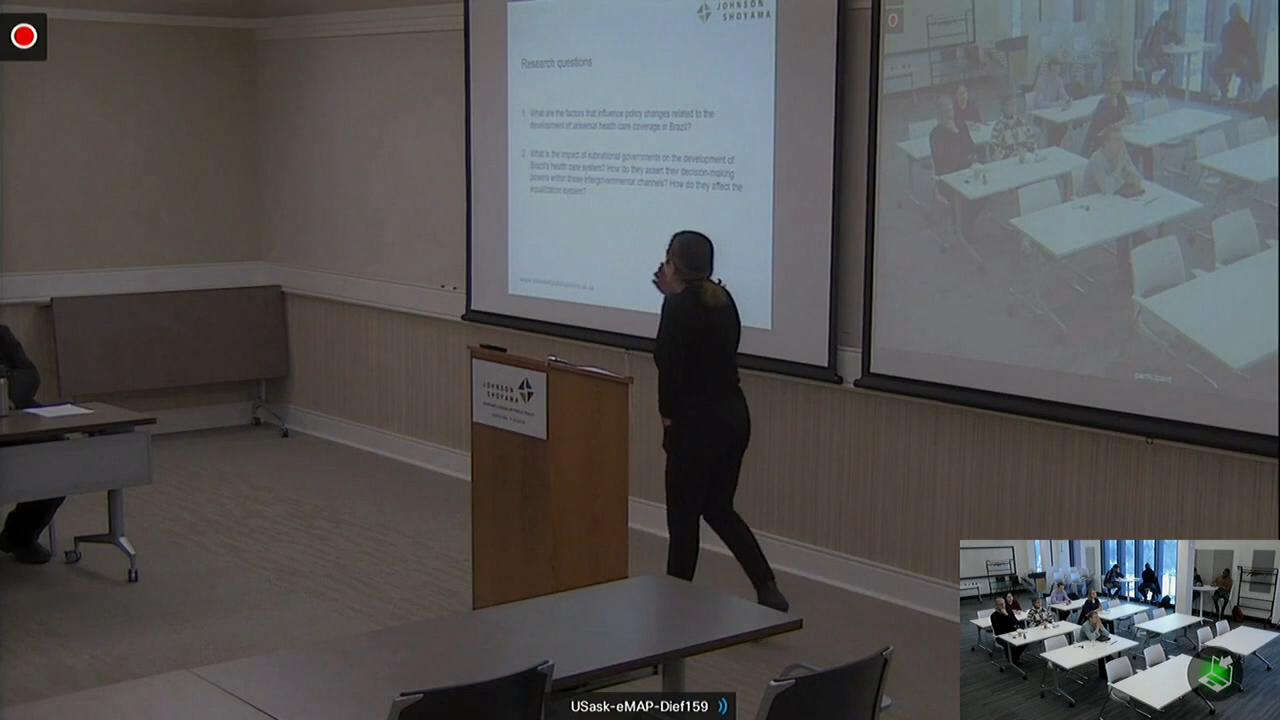 JOHNSON
SHOYAMA
Research questions
1. What are the factors that influence policy changes related to the
development of universal heath care coverage in Brazil?
2. What is the impact of subnational governments on the development of
Brazil's health care system? How do they assert their decision-making
powers within these intergovernmental channels? How do they affect the
equalization system?
JOHNSON
SHOYAMA
participant
USask-eMAP-Dief159